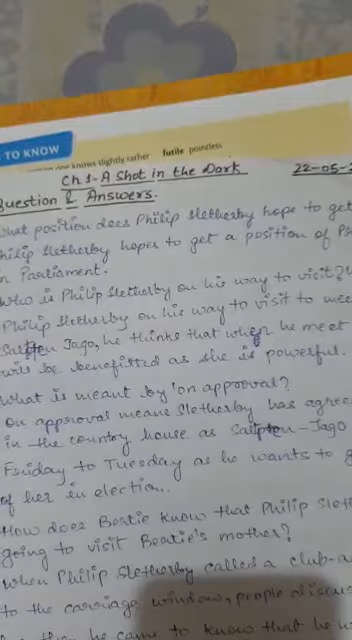 TO KNOW
one knows slightly rather futile pointless
Ch 1-A Shot in the Dark 22-05-2
Question & Answers.
What position does Philip Sletherby hope to get
Philip Sletherby hopes to get a position of
in Parliament.
Who is Philip Sletherby on his way to visit?
Philip Sletherby on his way to visit to
Jago, he thinks that when he meet
will be benefitted as she is powerful.
What is meant by 'on approval'?
On approval means Sletherby has
in the country house as Saltpen-Jago
Friday to Tuesday as he wants to
of her in election.
How does Bertie know that Philip
going to visit Beatie's mother?
When Philip Sletherby called a club-
to the carriage window, people
he came to know that he